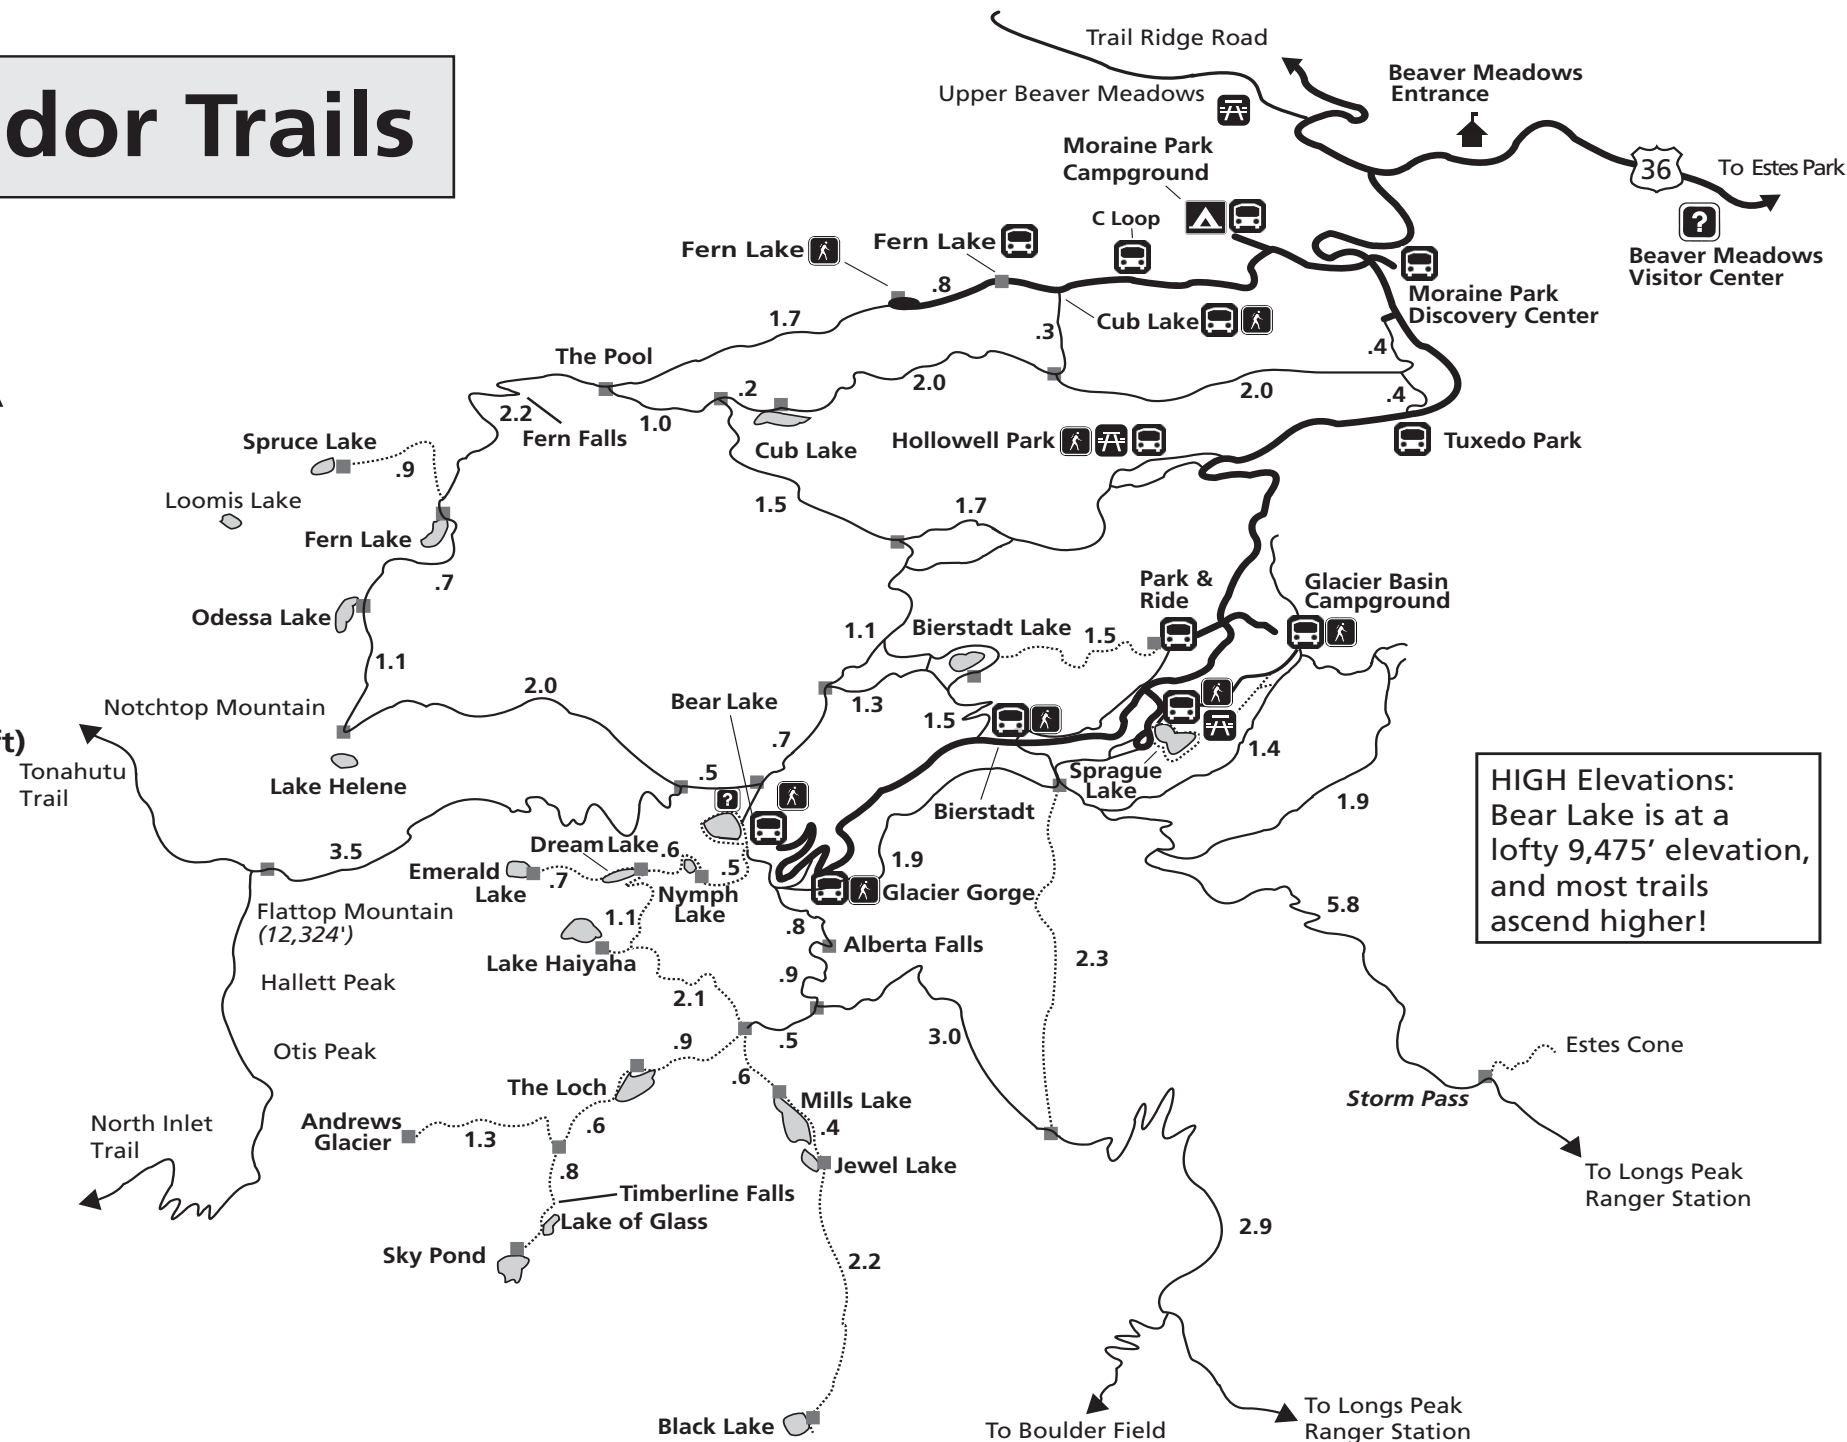 dor Trails
Trail Ridge Road
Upper Beaver Meadows
Beaver Meadows
Entrance
36
To Estes Park
?
Beaver Meadows
Visitor Center
Moraine Park
Campground
C Loop
Fern Lake
Fern Lake
.8
Cub Lake
Moraine Park
Discovery Center
1.7
.3
.4
The Pool
.2
2.0
2.0
.4
2.2
Fern Falls
1.0
Cub Lake
Hollowell Park
Tuxedo Park
Spruce Lake
.9
Loomis Lake
1.5
1.7
Fern Lake
.7
Odessa Lake
1.1
Park &
Ride
Glacier Basin
Campground
1.1
Bierstadt Lake
1.5
Notchtop Mountain
2.0
Bear Lake
1.3
1.5
ft)
Tonahutu
Trail
Lake Helene
.5
.7
?
Sprague
Lake
1.4
Bierstadt
1.9
HIGH Elevations:
Bear Lake is at a
lofty 9,475’ elevation,
and most trails
ascend higher!
3.5
Dream Lake
.6
Emerald
Lake
.7
.5
Nymph
Lake
1.9
Glacier Gorge
Flattop Mountain
(12,324')
1.1
.8
5.8
Alberta Falls
Lake Haiyaha
Hallett Peak
.9
2.3
2.1
Otis Peak
.9
.5
3.0
Estes Cone
The Loch
.6
Storm Pass
Mills Lake
North Inlet
Trail
Andrews
Glacier
1.3
.6
.4
.8
Jewel Lake
To Longs Peak
Ranger Station
Timberline Falls
Lake of Glass
Sky Pond
2.2
2.9
Black Lake
To Boulder Field
To Longs Peak
Ranger Station